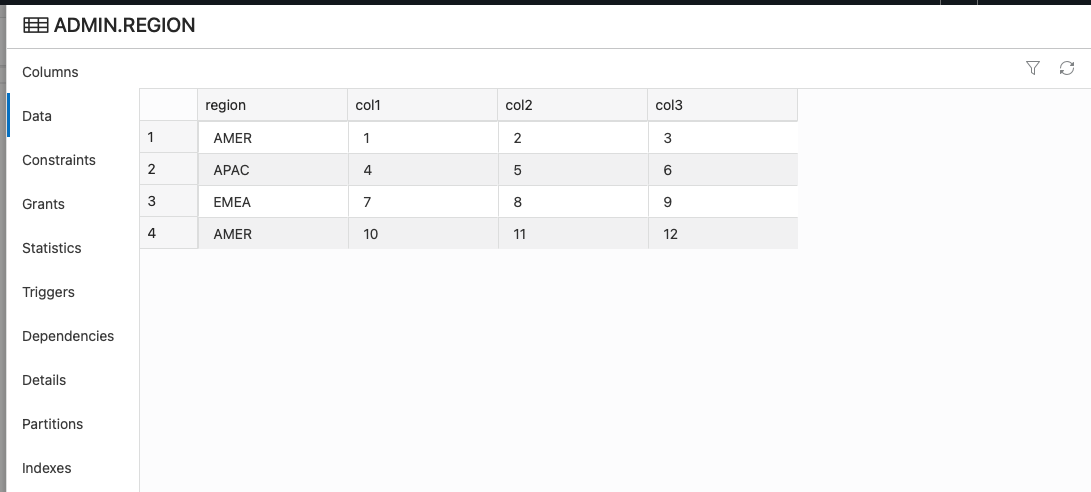 ADMIN.REGION
Columns
Data
Constraints
Grants
Statistics
Triggers
Dependencies
Details
Partitions
Indexes
region col1 col2 col3
1 AMER 1 2 3
2 APAC 4 5 6
3 EMEA 7 8 9
4 AMER 10 11 12